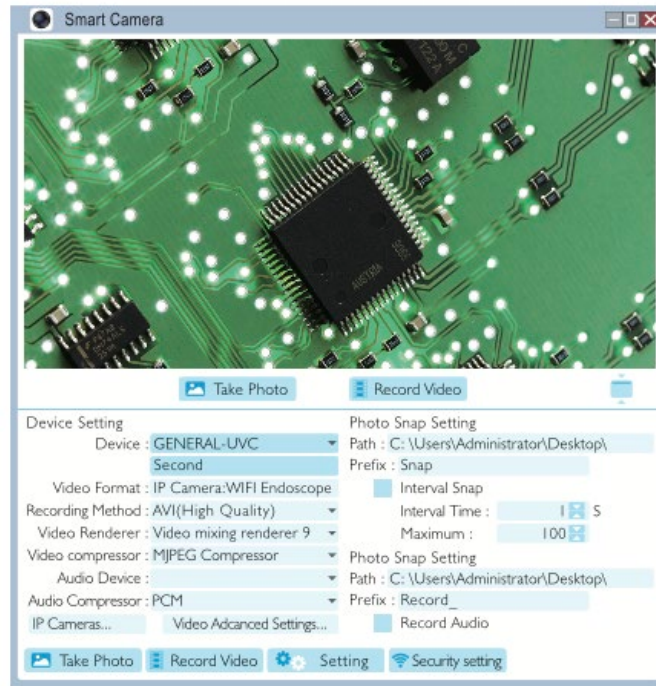 Smart Camera
AUSTRIA
Take Photo
Record Video
Device Setting
Device : GENERAL-UVC
Second
Video Format : IP Camera:WIFI Endoscope
Recording Method : AVI(High Quality)
Video Renderer : Video mixing renderer 9
Video compressor : MJPEG Compressor
Audio Device :
Audio Compressor : PCM
IP Cameras...
Video Adcanced Settings...
Photo Snap Setting
Path : C: \Users\Administrator\Desktop\
Prefix : Snap
Interval Snap
Interval Time : 1 S
Maximum : 100
Photo Snap Setting
Path : C: \Users\Administrator\Desktop\
Prefix : Record_
Record Audio
Take Photo
Record Video
Setting
Security setting